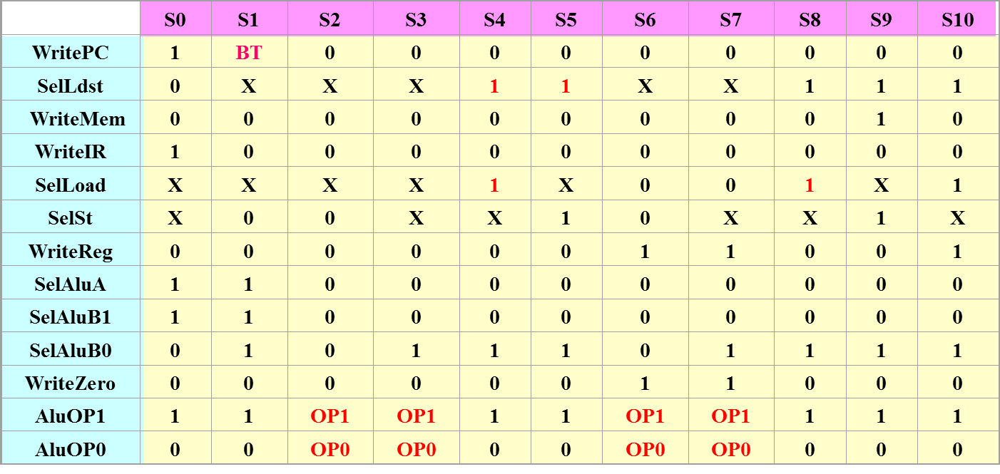 S0 S1 S2 S3 S4 S5 S6 S7 S8 S9 S10
WritePC 1 BT 0 0 0 0 0 0 0 0 0
SelLdst 0 X X X 1 1 X X 1 1 1
WriteMem 0 0 0 0 0 0 0 0 0 1 0
WriteIR 1 0 0 0 0 0 0 0 0 0 0
SelLoad X X X X 1 X 0 0 1 X 1
SelSt X 0 0 X X 1 0 X X 1 X
WriteReg 0 0 0 0 0 0 1 1 0 0 1
SelAluA 1 1 0 0 0 0 0 0 0 0 0
SelAluB1 1 1 0 0 0 0 0 0 0 0 0
SelAluB0 0 1 0 1 1 1 0 1 1 1 1
WriteZero 0 0 0 0 0 0 1 1 0 0 0
AluOP1 1 1 OP1 OP1 1 1 OP1 OP1 1 1 1
AluOP0 0 0 OP0 OP0 0 0 OP0 OP0 0 0 0